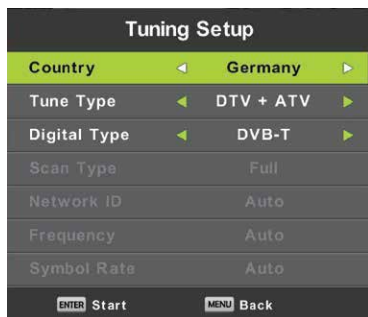 Tuning Setup
Country Germany
Tune Type DTV + ATV
Digital Type DVB-T
Scan Type Full
Network ID Auto
Frequency Auto
Symbol Rate Auto
ENTER Start MENU Back